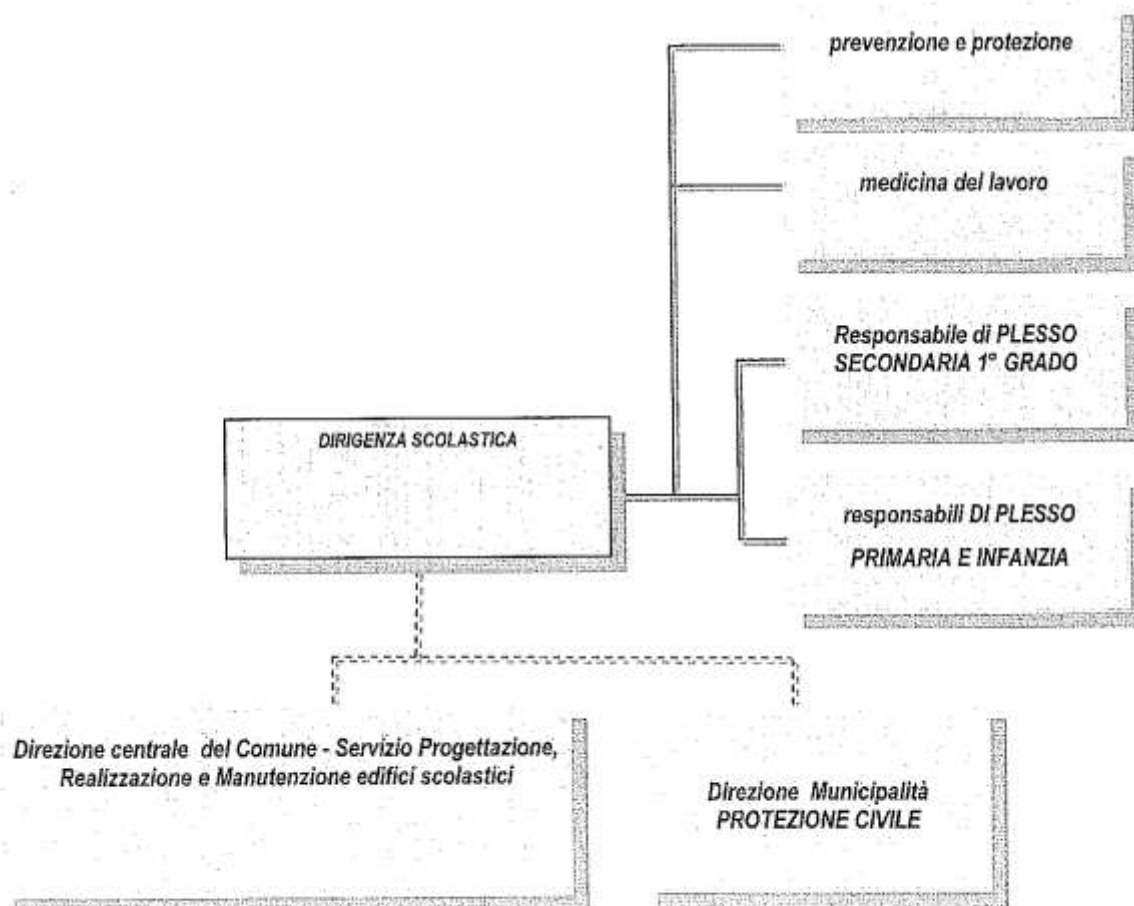 prevenzione e protezione
medicina del lavoro
Responsabile di PLESSO
SECONDARIA 1° GRADO
DIRIGENZA SCOLASTICA
responsabili DI PLESSO
PRIMARIA E INFANZIA
Direzione centrale del Comune - Servizio Progettazione,
Realizzazione e Manutenzione edifici scolastici
Direzione Municipalità
PROTEZIONE CIVILE